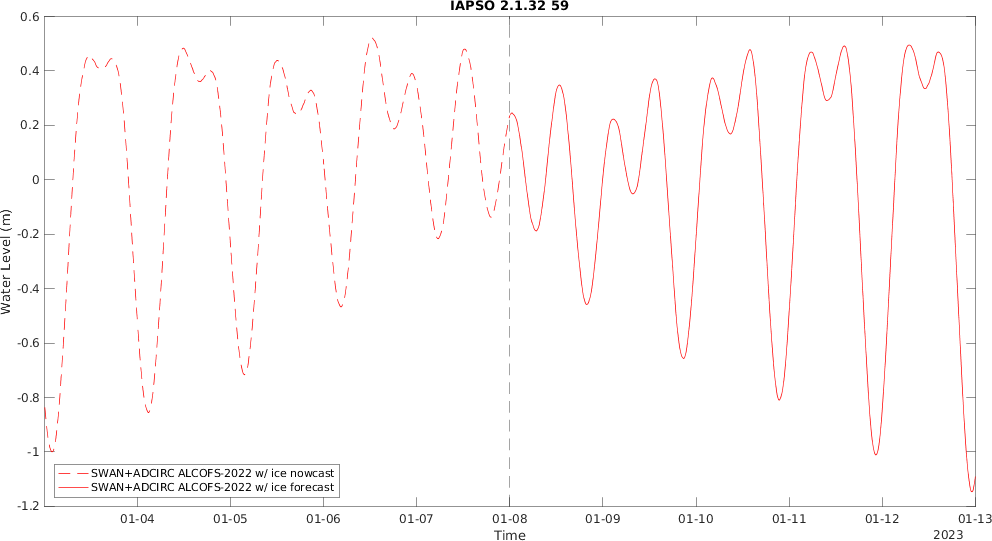 IAPSO 2.1.32 59
0.6
0.4
0.2
0
-0.2
-0.4
-0.6
-0.8
-1
-1.2
Water Level (m)
SWAN+ADCIRC ALCOFS-2022 w/ ice nowcast
SWAN+ADCIRC ALCOFS-2022 w/ ice forecast
01-04 01-05 01-06 01-07 01-08 01-09 01-10 01-11 01-12 01-13
Time
2023